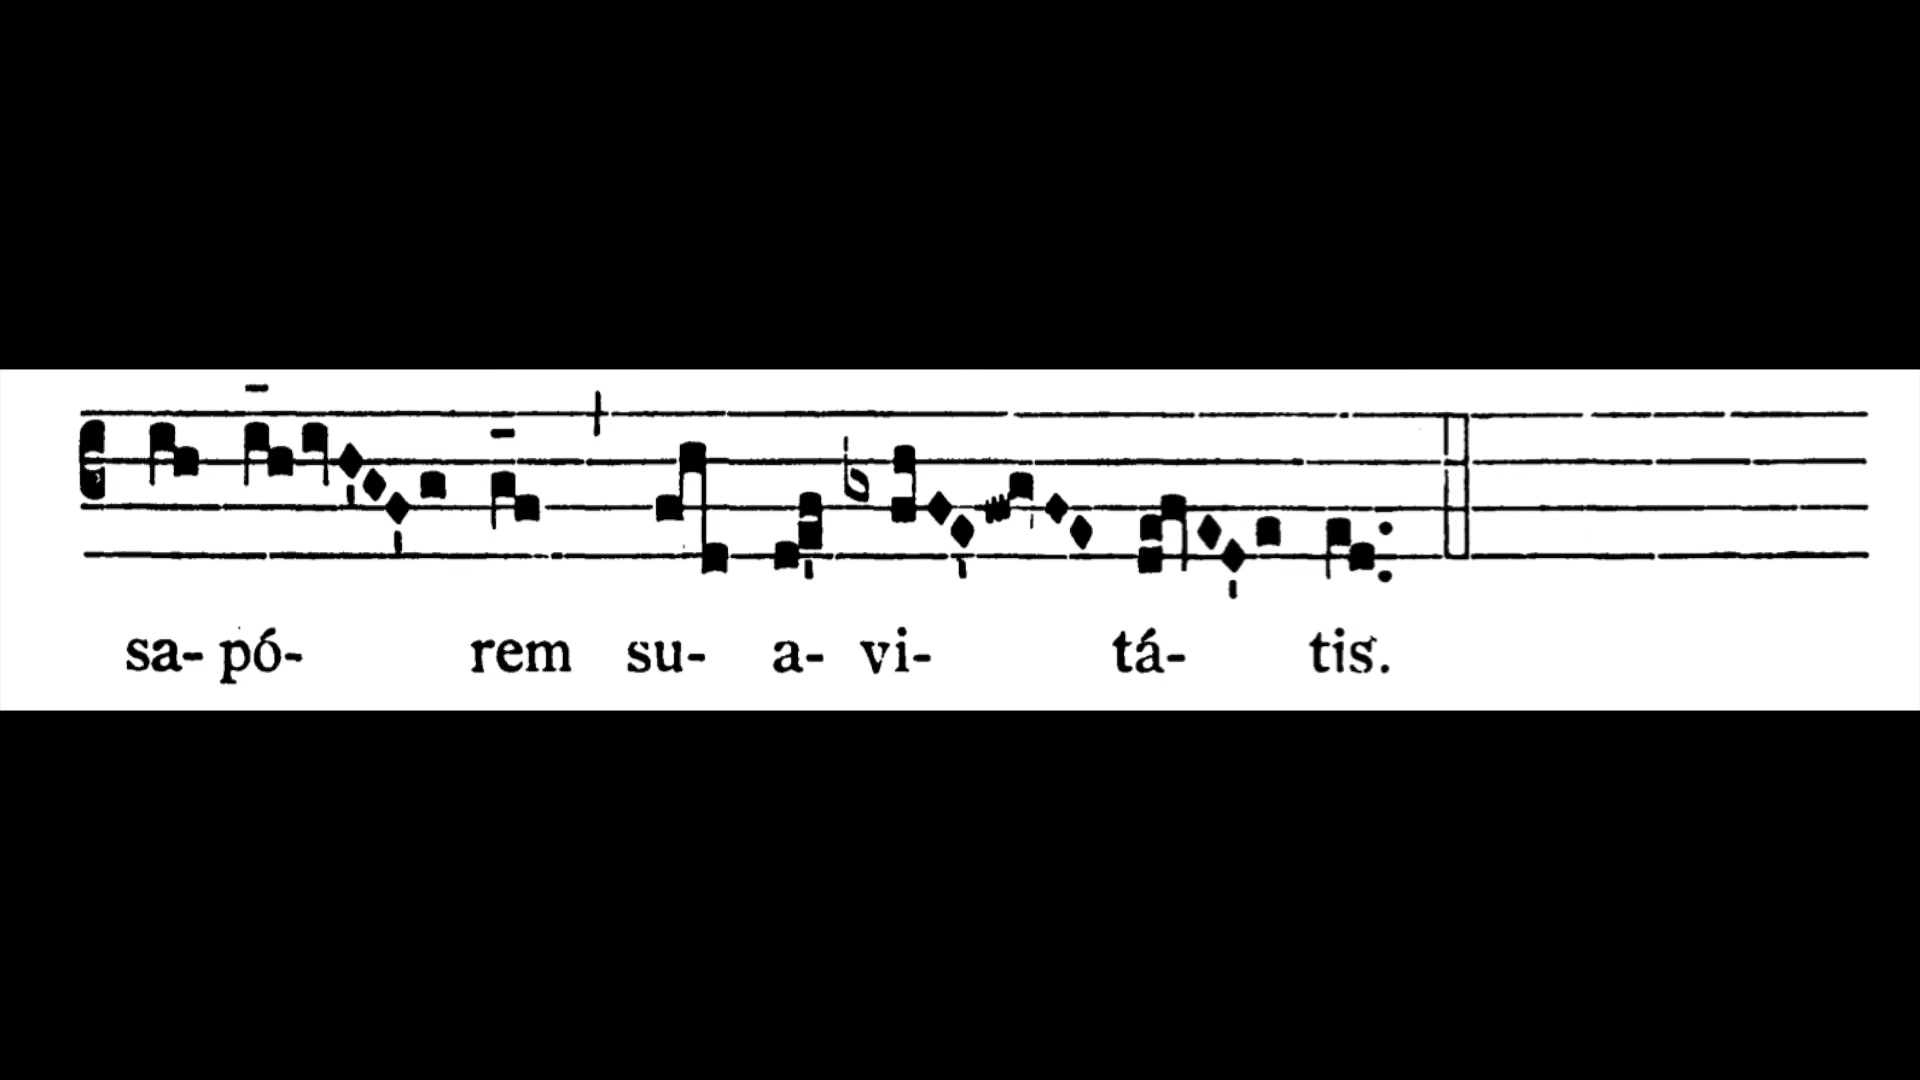 sa- pó- rem su- a- vi- tá- tis.